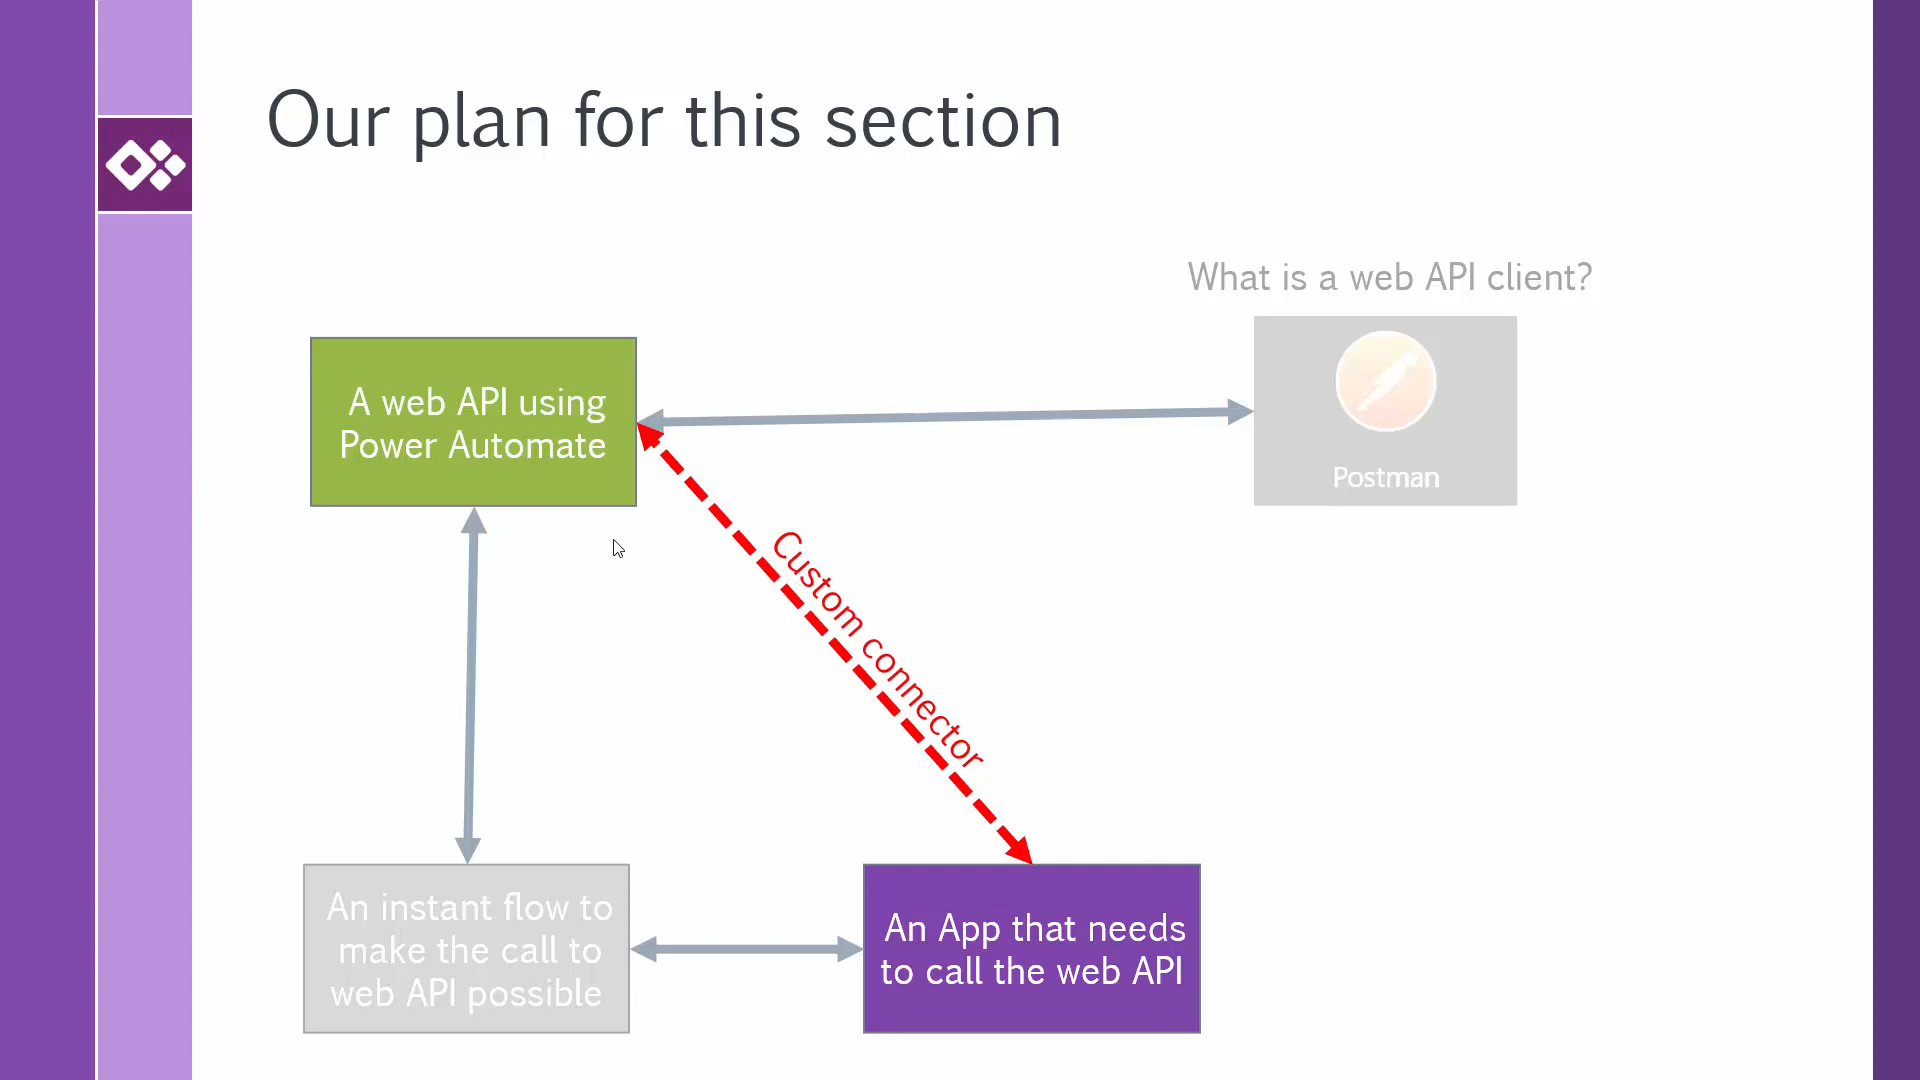 Our plan for this section
What is a web API client?
A web API using
Power Automate
Postman
Custom connector
An instant flow to
make the call to
web API possible
An App that needs
to call the web API